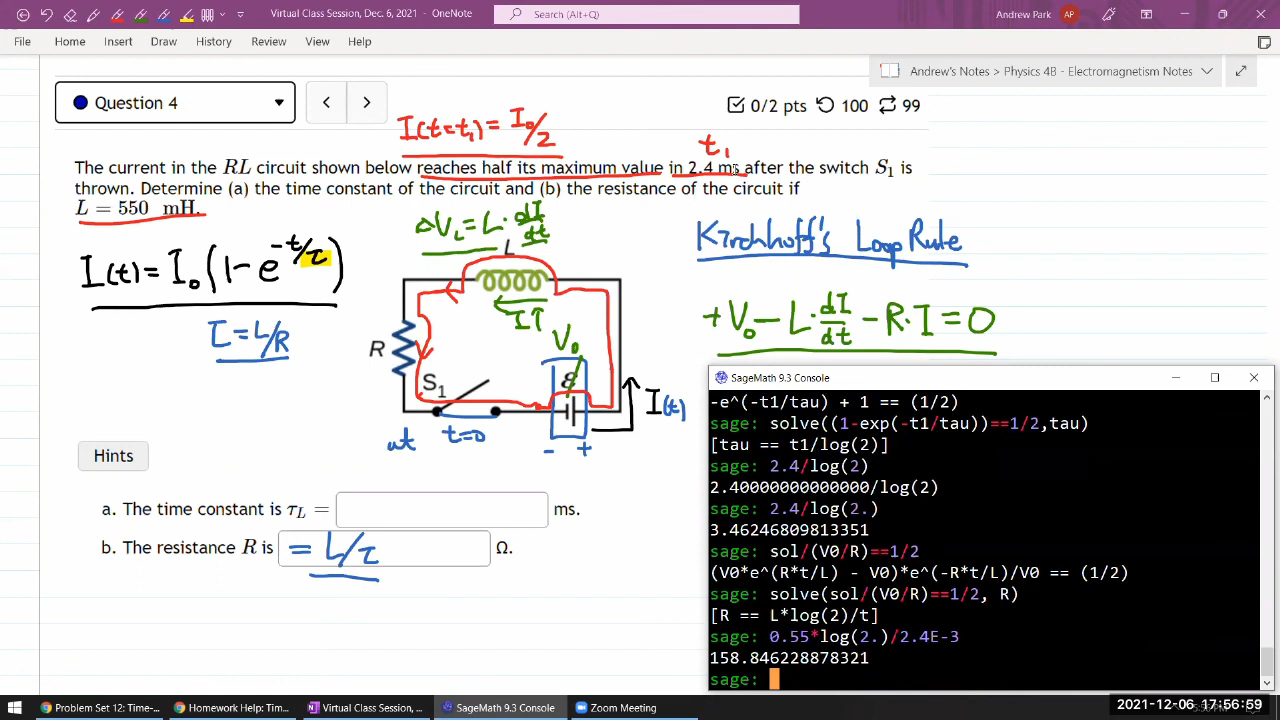 Virtual Class Session, Dec. 6, 2021 - OneNote
Search (Alt+Q)
Andrew Park
AP
File Home Insert Draw History Review View Help
Andrew's Notes > Physics 4B - Electromagnetism Notes
Question 4
0/2 pts 100 99
I(t=t₁) = I₀/2
t₁
The current in the RL circuit shown below reaches half its maximum value in 2.4 ms after the switch S₁ is
thrown. Determine (a) the time constant of the circuit and (b) the resistance of the circuit if
L = 550 mH.
ΔV_L = L·dI/dt
Kirchhoff's Loop Rule
I(t) = I₀(1-e^(-t/τ))
L
I↑
+V₀ - L·dI/dt - R·I = 0
τ = L/R
V₀
R
S₁
ε
I(t)
at t=0
- +
Hints
a. The time constant is τ_L = ms.
b. The resistance R is = L/τ Ω.
SageMath 9.3 Console
-e^(-t1/tau) + 1 == (1/2)
sage: solve((1-exp(-t1/tau))==1/2,tau)
[tau == t1/log(2)]
sage: 2.4/log(2)
2.40000000000000/log(2)
sage: 2.4/log(2.)
3.46246809813351
sage: sol/(V0/R)==1/2
(V0*e^(R*t/L) - V0)*e^(-R*t/L)/V0 == (1/2)
sage: solve(sol/(V0/R)==1/2, R)
[R == L*log(2)/t]
sage: 0.55*log(2.)/2.4E-3
158.846228878321
sage:
Problem Set 12: Time-... Homework Help: Tim... Virtual Class Session, ... SageMath 9.3 Console Zoom Meeting
2021-12-06 17:56:59